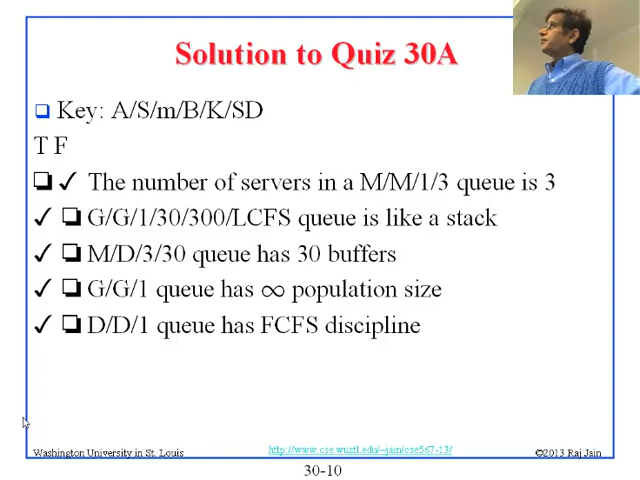 Solution to Quiz 30A
Key: A/S/m/B/K/SD
T F
The number of servers in a M/M/1/3 queue is 3
G/G/1/30/300/LCFS queue is like a stack
M/D/3/30 queue has 30 buffers
G/G/1 queue has ∞ population size
D/D/1 queue has FCFS discipline
Washington University in St. Louis
http://www.cse.wustl.edu/~jain/cse567-13/
©2013 Raj Jain
30-10